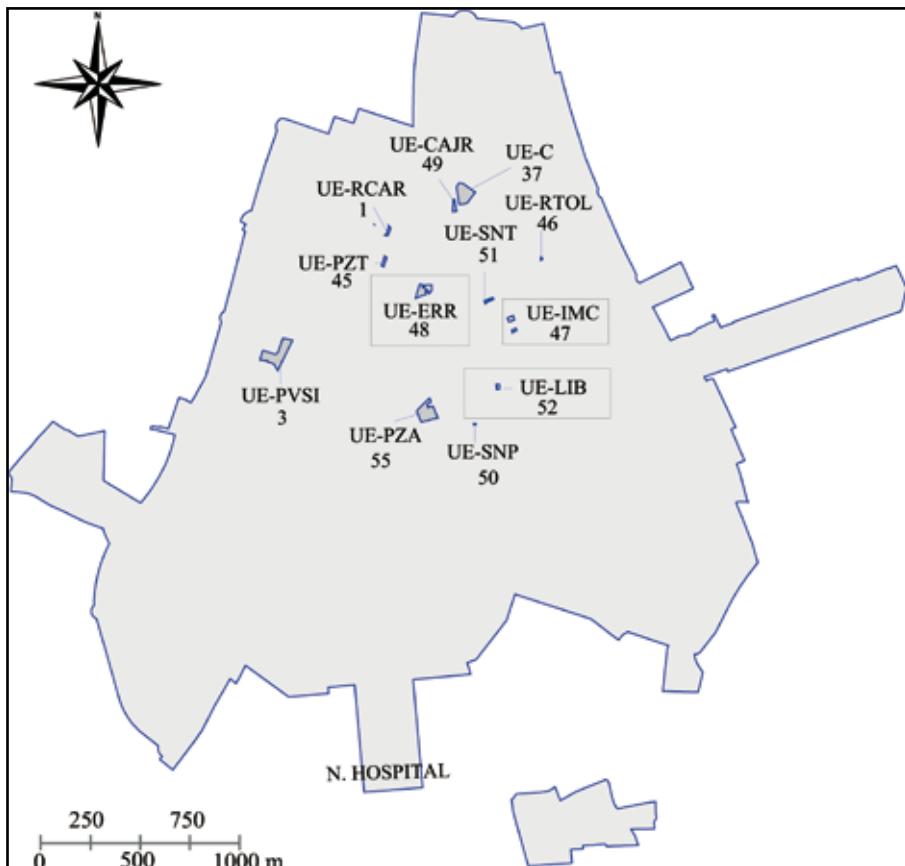 N
UE-CAJR
49
UE-C
37
UE-RCAR
1
UE-RTOL
46
UE-SNT
51
UE-PZT
45
UE-ERR
48
UE-IMC
47
UE-PVSI
3
UE-LIB
52
UE-PZA
55
UE-SNP
50
N. HOSPITAL
250 750
0 500 1000 m